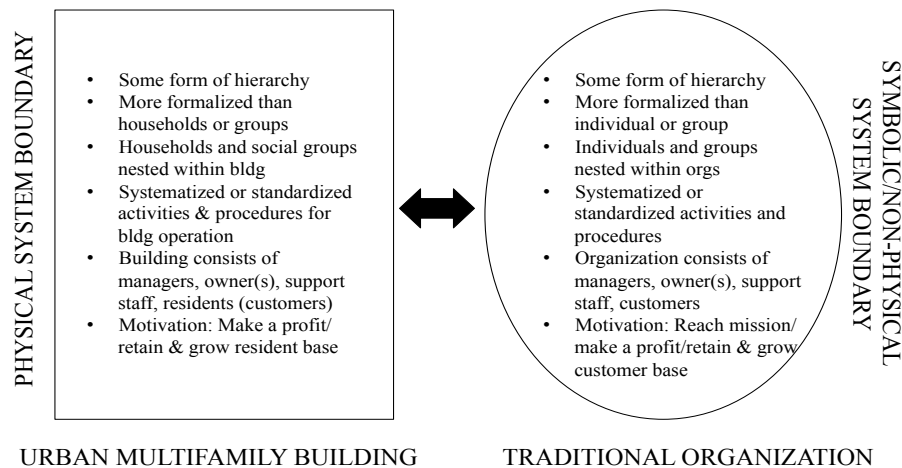 PHYSICAL SYSTEM BOUNDARY
• Some form of hierarchy
• More formalized than
households or groups
• Households and social groups
nested within bldg
• Systematized or standardized
activities & procedures for
bldg operation
• Building consists of
managers, owner(s), support
staff, residents (customers)
• Motivation: Make a profit/
retain & grow resident base
URBAN MULTIFAMILY BUILDING
• Some form of hierarchy
• More formalized than
individual or group
• Individuals and groups
nested within orgs
• Systematized or
standardized activities and
procedures
• Organization consists of
managers, owner(s), support
staff, customers
• Motivation: Reach mission/
make a profit/retain & grow
customer base
TRADITIONAL ORGANIZATION
SYMBOLIC/NON-PHYSICAL
SYSTEM BOUNDARY